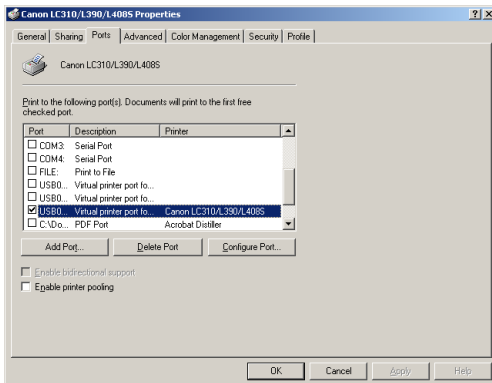 Canon LC310/L390/L408S Properties
General Sharing Ports Advanced Color Management Security Profile
Canon LC310/L390/L408S
Print to the following port(s). Documents will print to the first free
checked port.
Port Description Printer
COM3: Serial Port
COM4: Serial Port
FILE: Print to File
USB0... Virtual printer port fo...
USB0... Virtual printer port fo...
USB0... Virtual printer port fo... Canon LC310/L390/L408S
C:\Do... PDF Port Acrobat Distiller
Add Port... Delete Port Configure Port...
Enable bidirectional support
Enable printer pooling
OK Cancel Apply Help